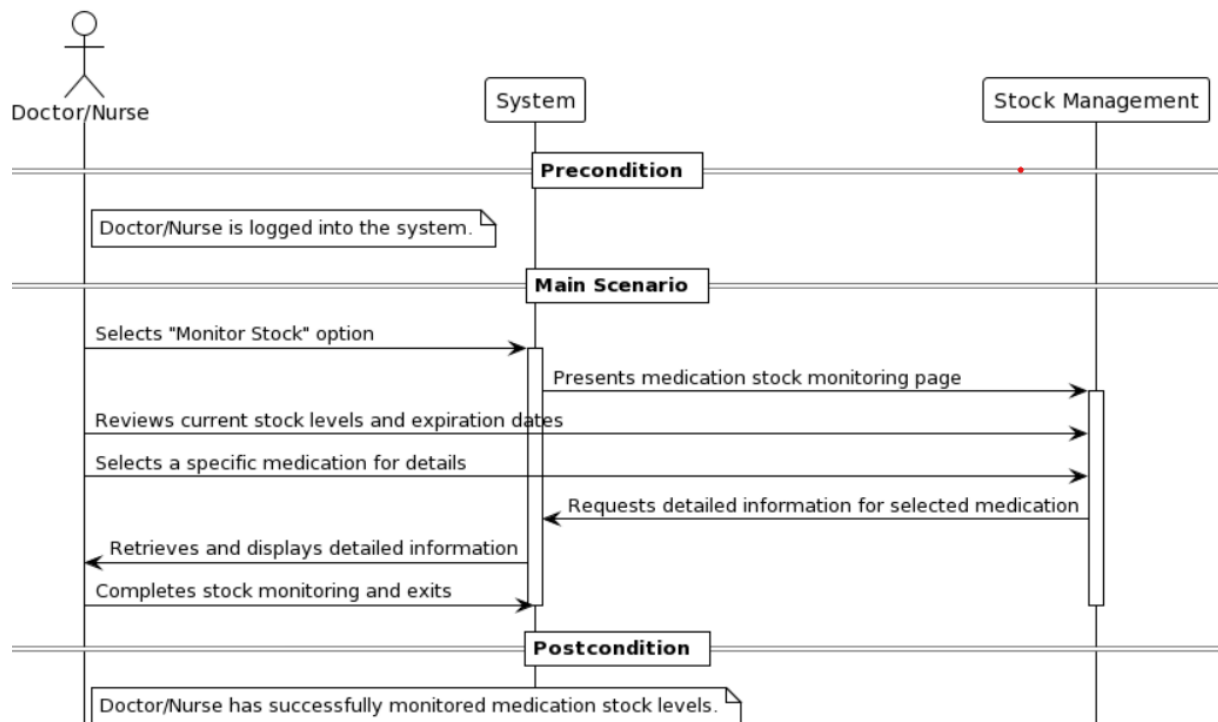 Doctor/Nurse
System
Stock Management
Precondition
Doctor/Nurse is logged into the system.
Main Scenario
Selects "Monitor Stock" option
Presents medication stock monitoring page
Reviews current stock levels and expiration dates
Selects a specific medication for details
Requests detailed information for selected medication
Retrieves and displays detailed information
Completes stock monitoring and exits
Postcondition
Doctor/Nurse has successfully monitored medication stock levels.